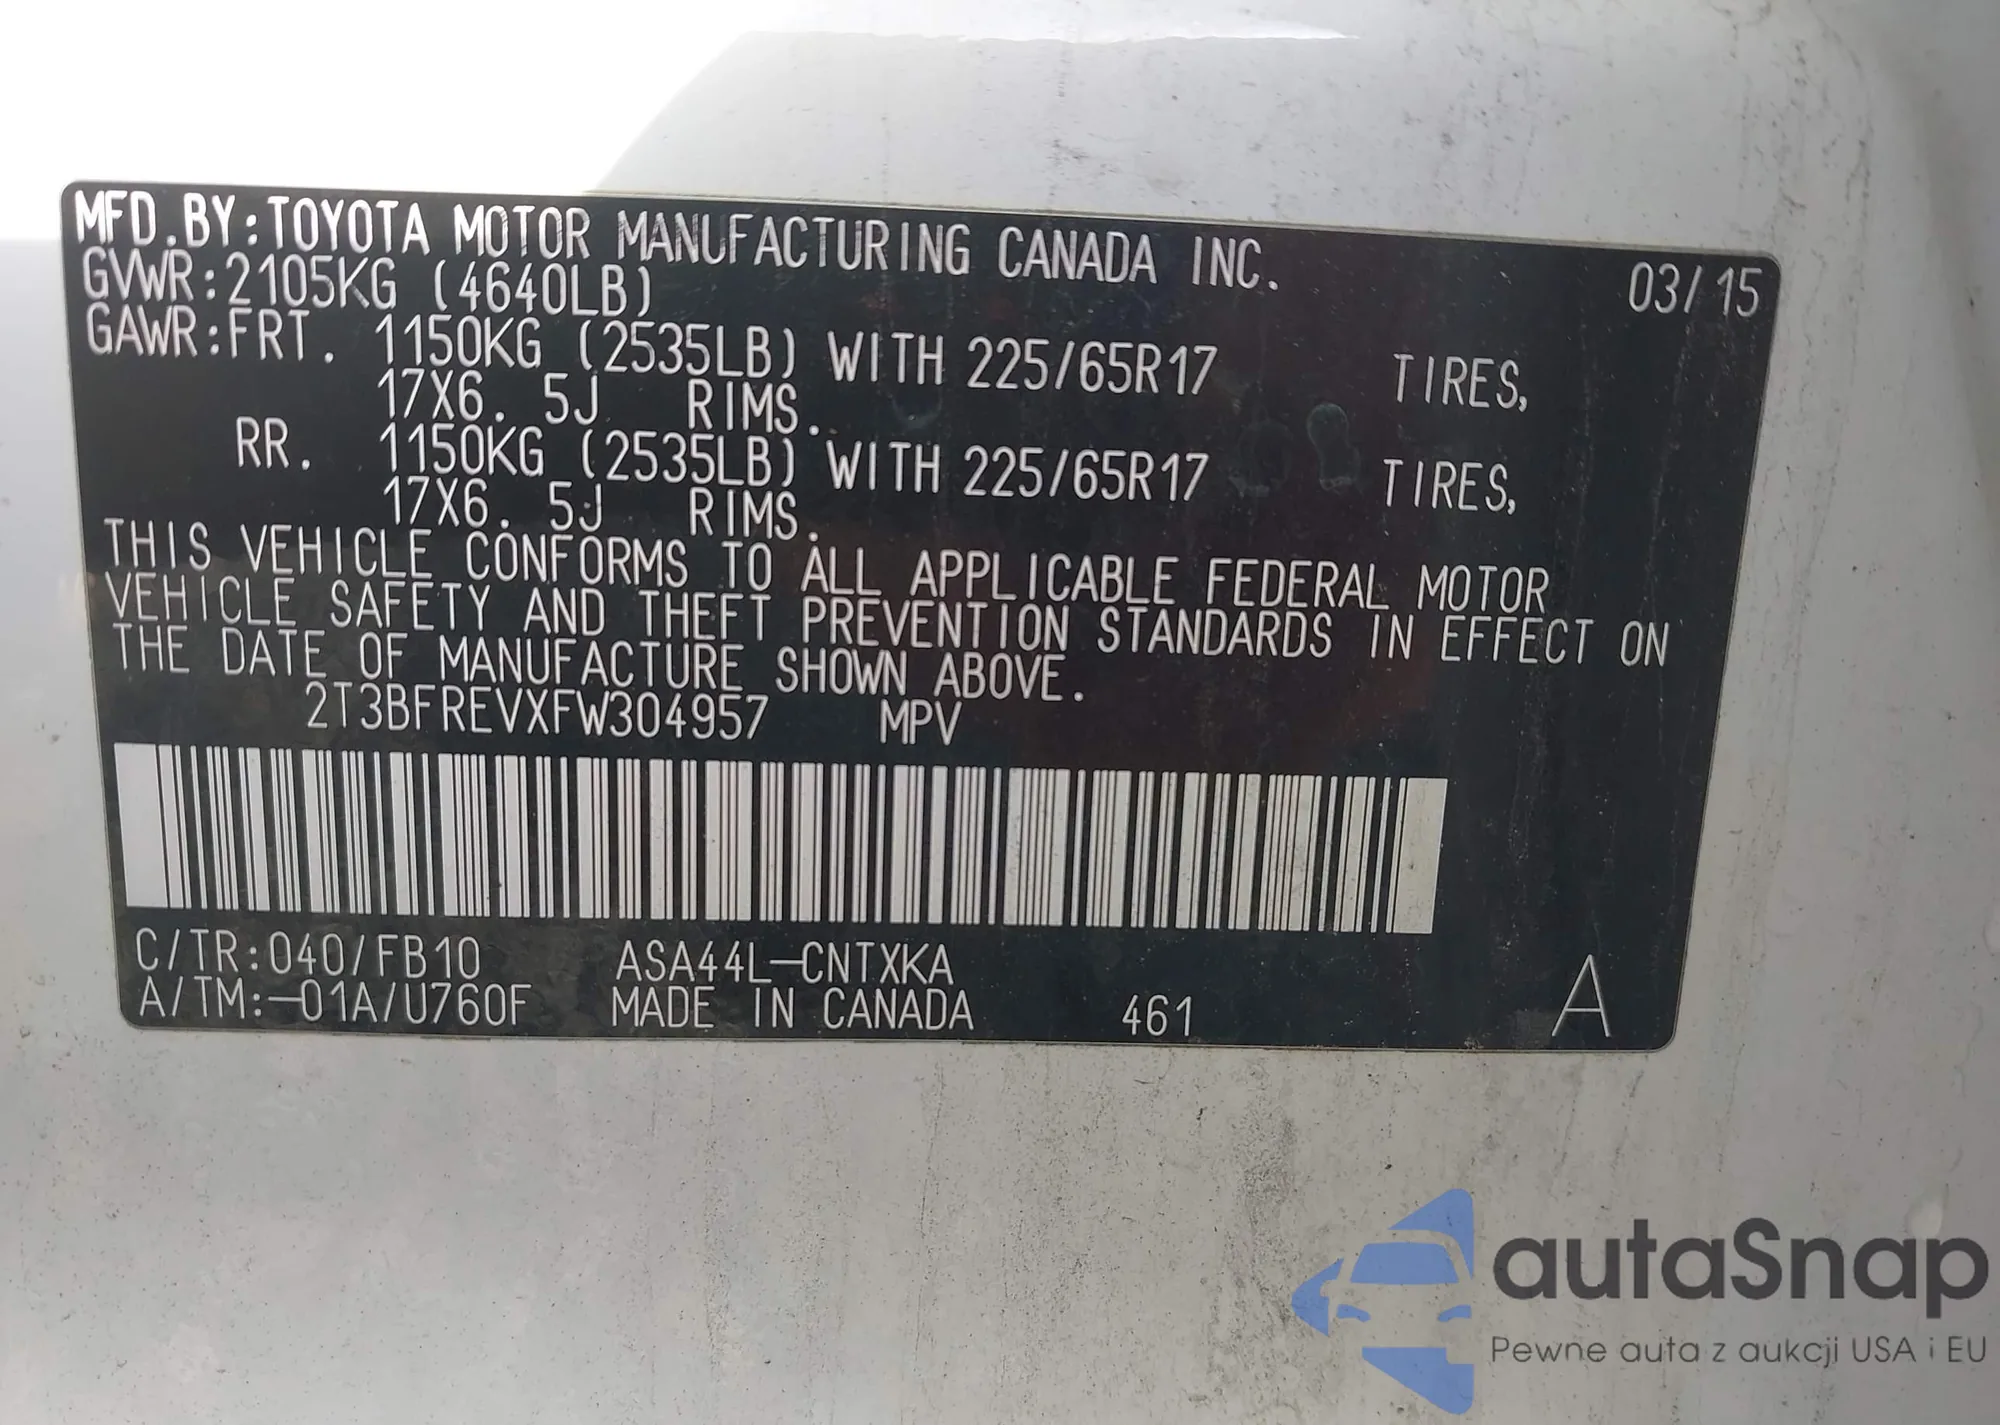 MFD.BY:TOYOTA MOTOR MANUFACTURING CANADA INC. 03/15
GVWR:2105KG (4640LB)
GAWR:FRT. 1150KG (2535LB) WITH 225/65R17 TIRES,
17X6.5J RIMS.
RR. 1150KG (2535LB) WITH 225/65R17 TIRES,
17X6.5J RIMS.
THIS VEHICLE CONFORMS TO ALL APPLICABLE FEDERAL MOTOR
VEHICLE SAFETY AND THEFT PREVENTION STANDARDS IN EFFECT ON
THE DATE OF MANUFACTURE SHOWN ABOVE.
2T3BFREVXFW304957 MPV
C/TR:040/FB10 ASA44L-CNTXKA
A/TM:-01A/U760F MADE IN CANADA 461 A
autaSnap
Pewne auta z aukcji USA i EU